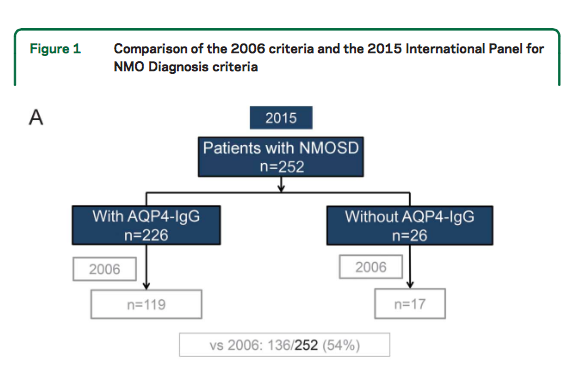 Figure 1 Comparison of the 2006 criteria and the 2015 International Panel for
NMO Diagnosis criteria
A
2015
Patients with NMOSD
n=252
With AQP4-IgG
n=226
Without AQP4-IgG
n=26
2006
2006
n=119
n=17
vs 2006: 136/252 (54%)